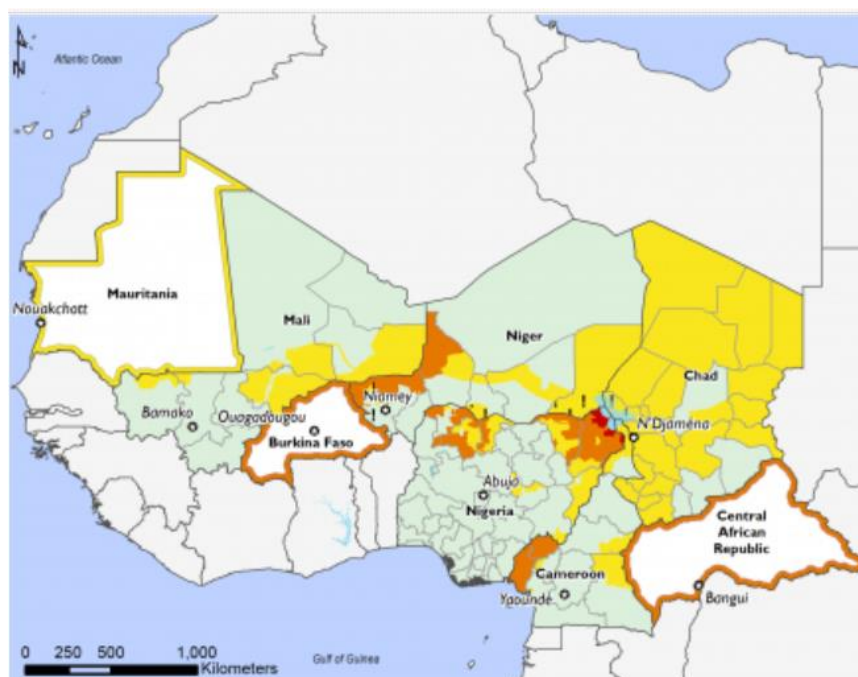 N
Atlantic Ocean
Mauritania
Nouakchott
Mali
Niger
Chad
Bamako
Ouagadougou
Niamey
Burkina Faso
N'Djamena
Abuja
Nigeria
Central
African
Republic
Cameroon
Yaoundé
Bangui
0 250 500 1,000
Kilometers
Gulf of Guinea